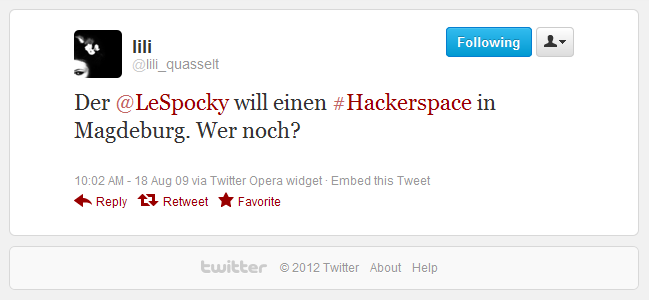 lili
Following
@lili_quasselt
Der @LeSpocky will einen #Hackerspace in
Magdeburg. Wer noch?
10:02 AM - 18 Aug 09 via Twitter Opera widget · Embed this Tweet
Reply Retweet Favorite
twitter © 2012 Twitter About Help